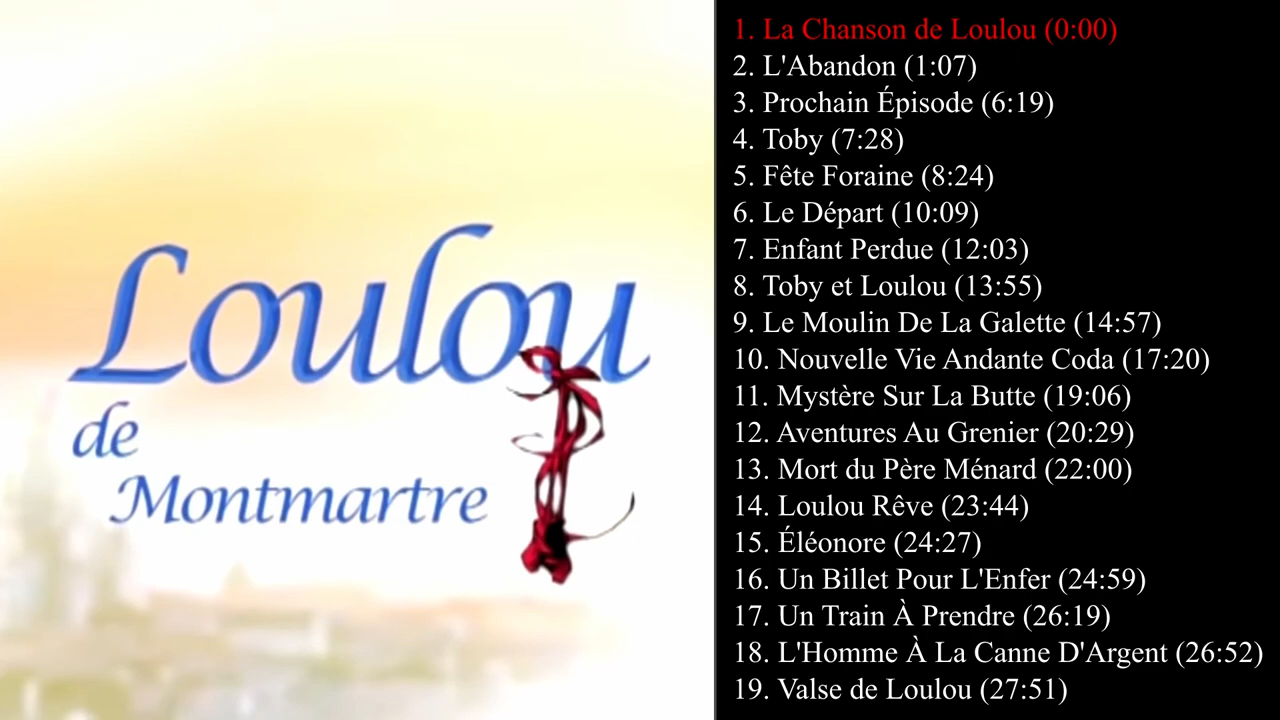 Loulou
de
Montmartre
1. La Chanson de Loulou (0:00)
2. L'Abandon (1:07)
3. Prochain Épisode (6:19)
4. Toby (7:28)
5. Fête Foraine (8:24)
6. Le Départ (10:09)
7. Enfant Perdue (12:03)
8. Toby et Loulou (13:55)
9. Le Moulin De La Galette (14:57)
10. Nouvelle Vie Andante Coda (17:20)
11. Mystère Sur La Butte (19:06)
12. Aventures Au Grenier (20:29)
13. Mort du Père Ménard (22:00)
14. Loulou Rêve (23:44)
15. Éléonore (24:27)
16. Un Billet Pour L'Enfer (24:59)
17. Un Train À Prendre (26:19)
18. L'Homme À La Canne D'Argent (26:52)
19. Valse de Loulou (27:51)